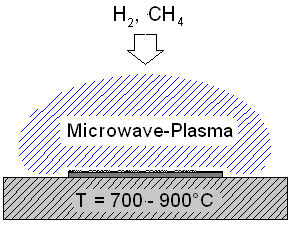 H₂, CH₄
Microwave-Plasma
T = 700 - 900°C